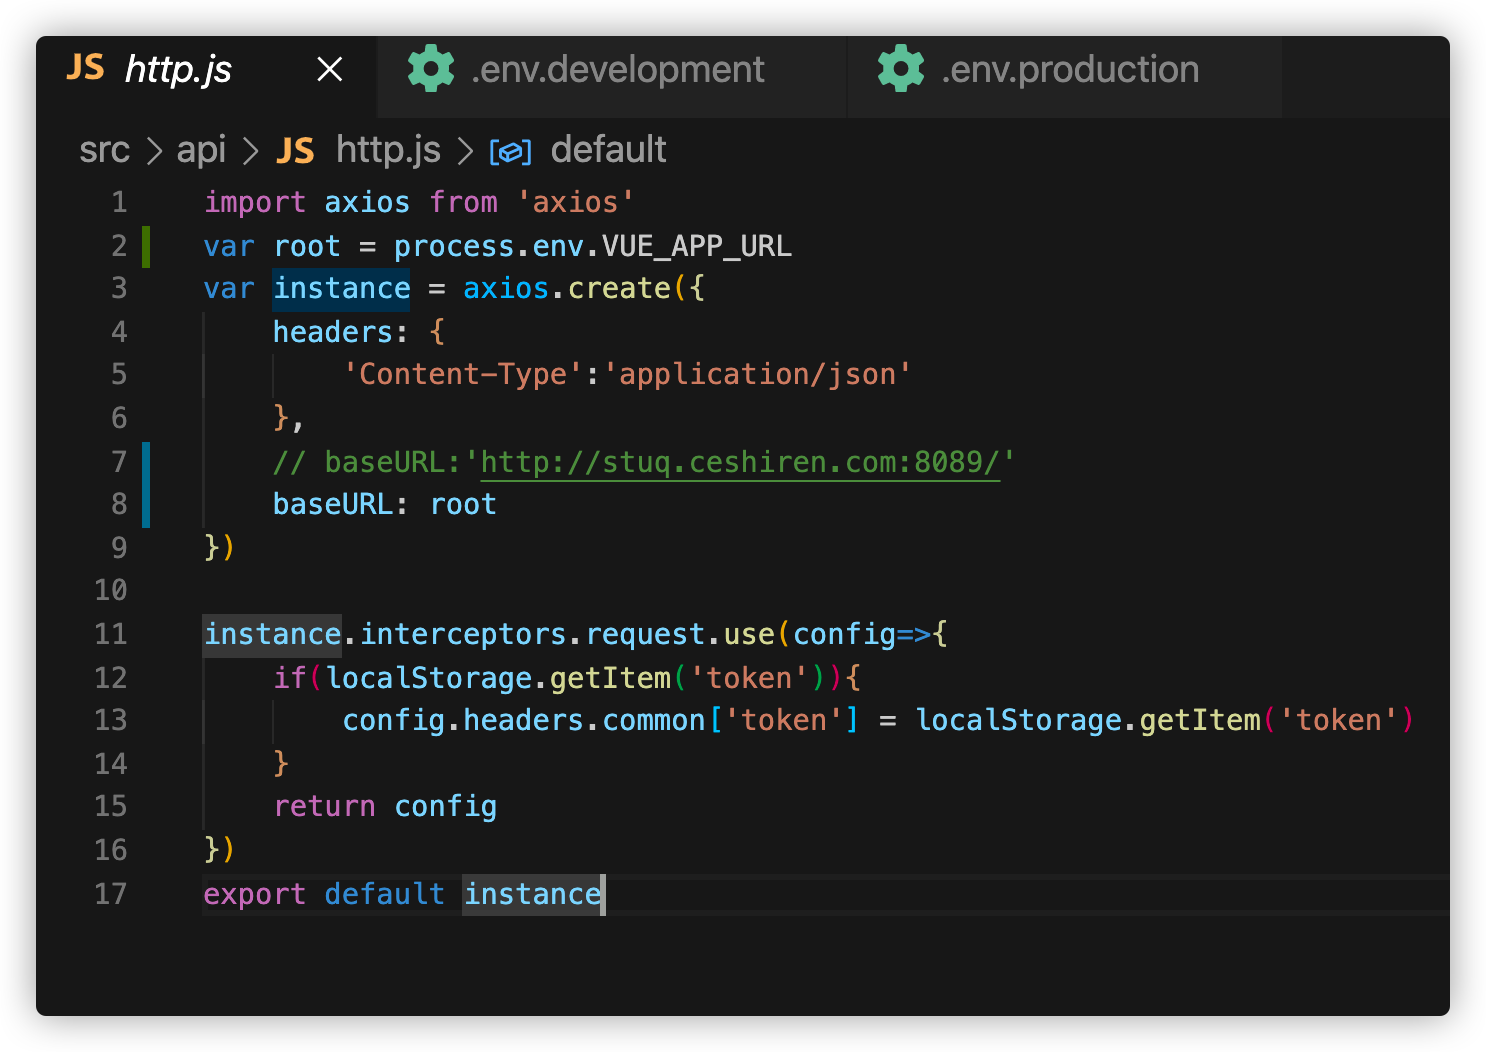 JS http.js × .env.development .env.production
src > api > JS http.js > default
1 import axios from 'axios'
2 var root = process.env.VUE_APP_URL
3 var instance = axios.create({
4     headers: {
5         'Content-Type':'application/json'
6     },
7     // baseURL:'http://stuq.ceshiren.com:8089/'
8     baseURL: root
9 })
10
11 instance.interceptors.request.use(config=>{
12     if(localStorage.getItem('token')){
13         config.headers.common['token'] = localStorage.getItem('token')
14     }
15     return config
16 })
17 export default instance